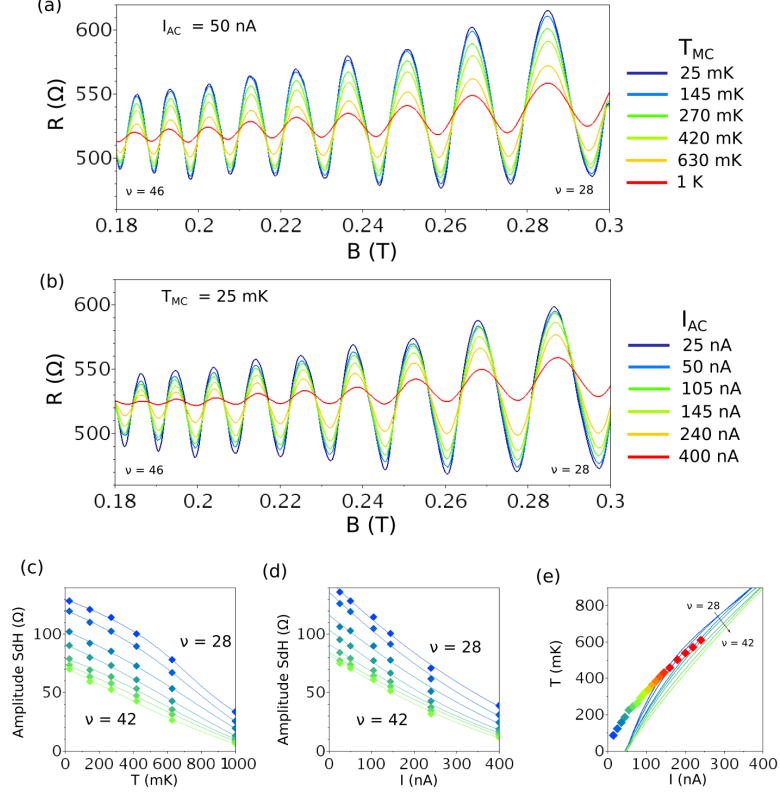 (a)
I_AC = 50 nA
600
550
500
R (Ω)
ν = 46
ν = 28
0.18
0.2
0.22
0.24
0.26
0.28
0.3
B (T)
T_MC
25 mK
145 mK
270 mK
420 mK
630 mK
1 K
(b)
T_MC = 25 mK
600
550
500
R (Ω)
ν = 46
ν = 28
0.18
0.2
0.22
0.24
0.26
0.28
0.3
B (T)
I_AC
25 nA
50 nA
105 nA
145 nA
240 nA
400 nA
(c)
Amplitude SdH (Ω)
100
50
0
ν = 28
ν = 42
0 200 400 600 800 1000
T (mK)
(d)
Amplitude SdH (Ω)
100
50
0
ν = 28
ν = 42
0 100 200 300 400
I (nA)
(e)
T (mK)
800
600
400
200
0
ν = 28
ν = 42
0 100 200 300 400
I (nA)